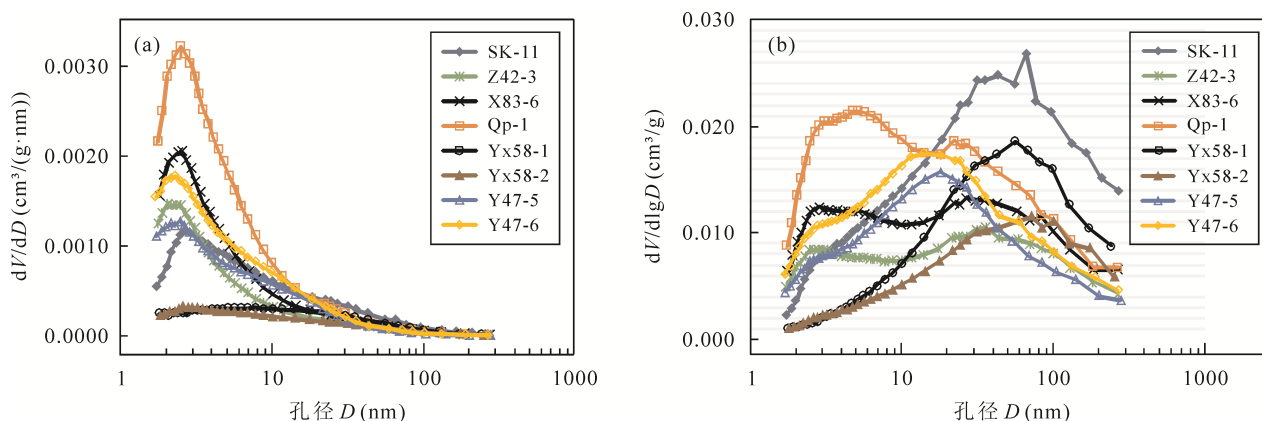 (a)
dV/dD (cm³/(g·nm))
0.0030
0.0020
0.0010
0.0000
1
10
100
1000
孔径 D (nm)
SK-11
Z42-3
X83-6
Qp-1
Yx58-1
Yx58-2
Y47-5
Y47-6
(b)
dV/dlgD (cm³/g)
0.030
0.020
0.010
0.000
1
10
100
1000
孔径 D (nm)
SK-11
Z42-3
X83-6
Qp-1
Yx58-1
Yx58-2
Y47-5
Y47-6